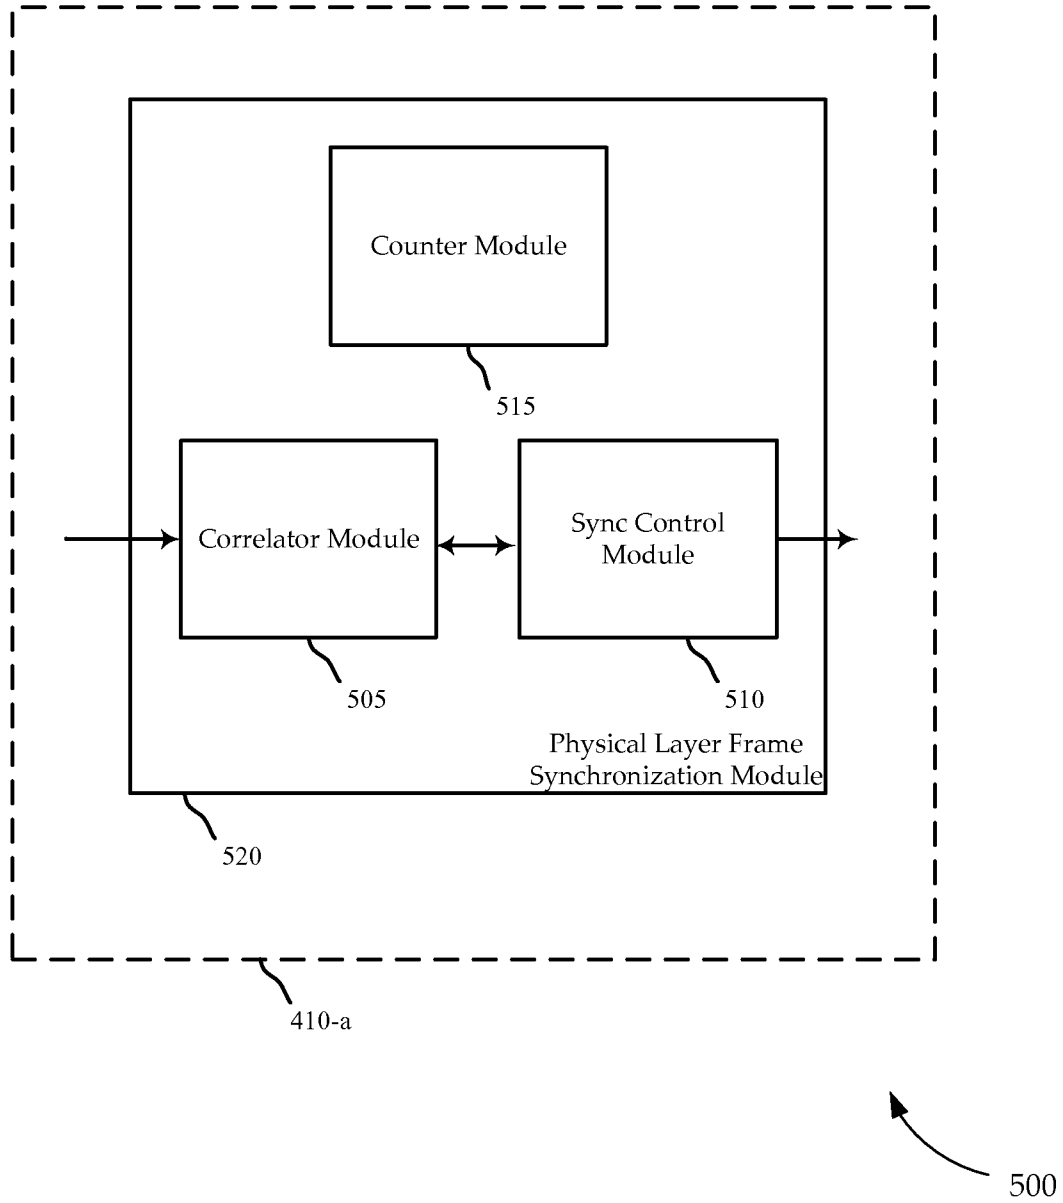 Counter Module
515
Correlator Module
Sync Control
Module
505
510
Physical Layer Frame
Synchronization Module
520
410-a
500